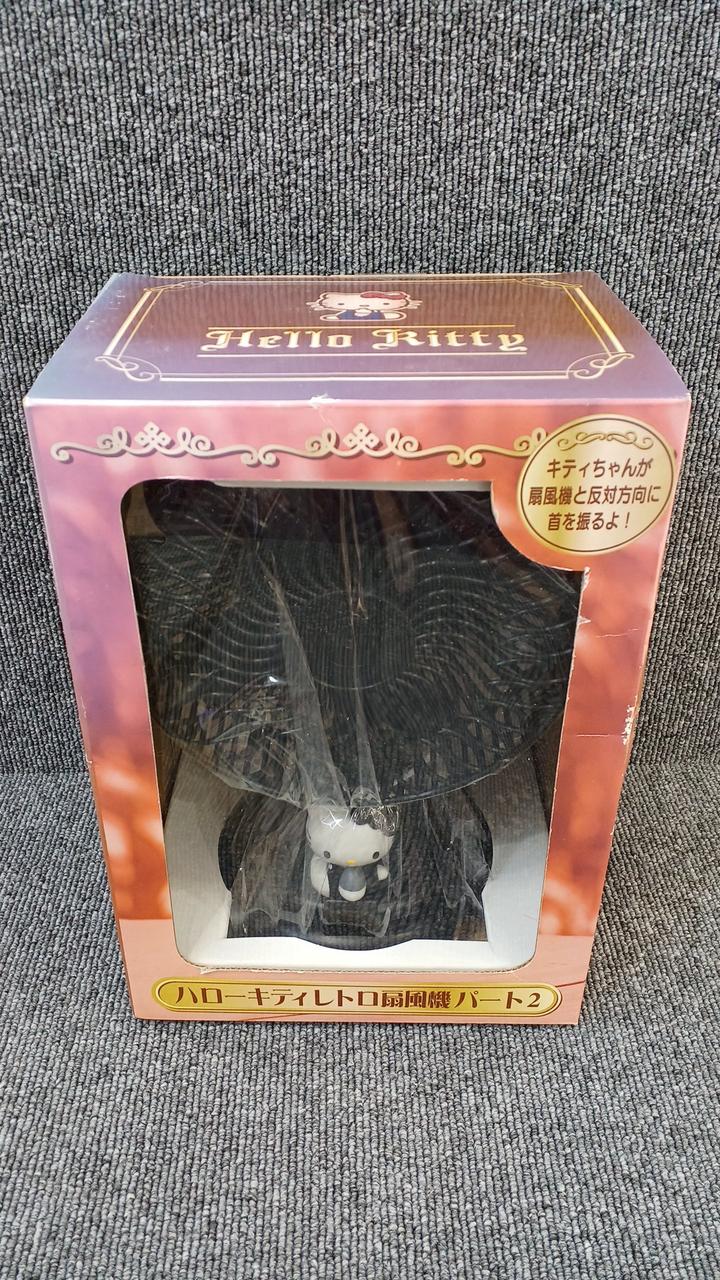 Hello Kitty
キティちゃんが
扇風機と反対方向に
首を振るよ！
ハローキティレトロ扇風機 パート2